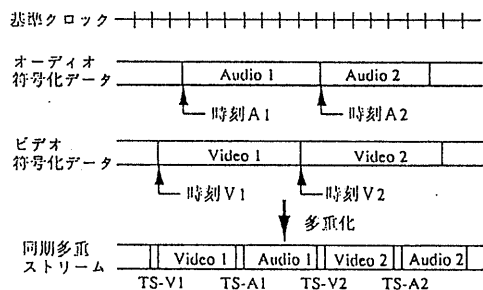 基準クロック
オーディオ
符号化データ
Audio 1
Audio 2
時刻A1
時刻A2
ビデオ
符号化データ
Video 1
Video 2
時刻V1
時刻V2
多重化
同期多重
ストリーム
Video 1
Audio 1
Video 2
Audio 2
TS-V1
TS-A1
TS-V2
TS-A2